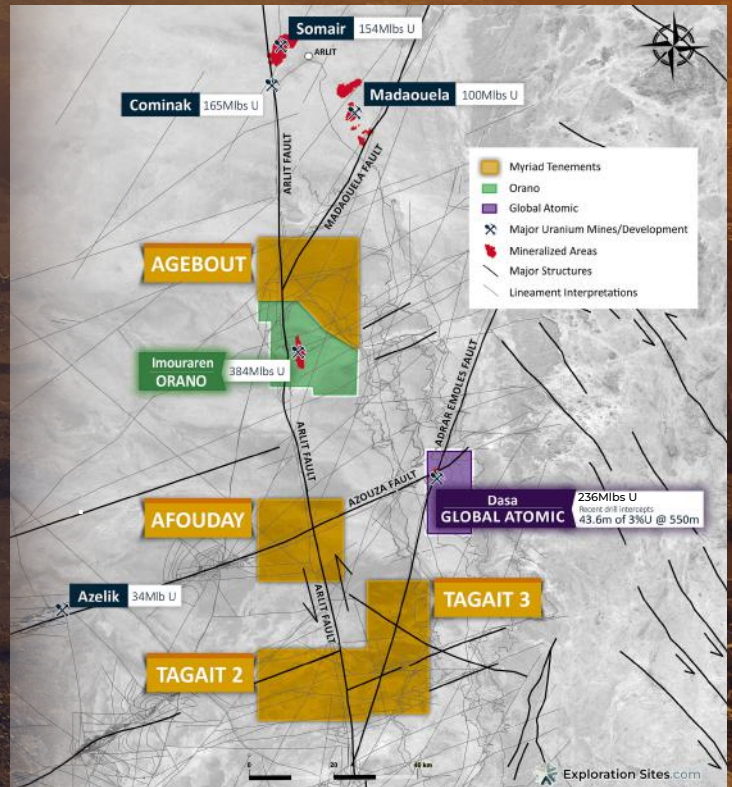 Somair 154Mlbs U
ARLIT
Cominak 165Mlbs U
Madaouela 100Mlbs U
ARLIT FAULT
MADAOUELA FAULT
Myriad Tenements
Orano
Global Atomic
Major Uranium Mines/Development
Mineralized Areas
Major Structures
Lineament Interpretations
AGEBOUT
Imouraren
ORANO
384Mlbs U
ADRAR EMOLES FAULT
ARLIT FAULT
AZOUZA FAULT
Dasa
GLOBAL ATOMIC
236Mlbs U
Recent drill intercepts
43.6m of 3%U @ 550m
AFOUDAY
Azelik 34Mlb U
ARLIT FAULT
TAGAIT 3
TAGAIT 2
0 20 40 km
Exploration Sites.com